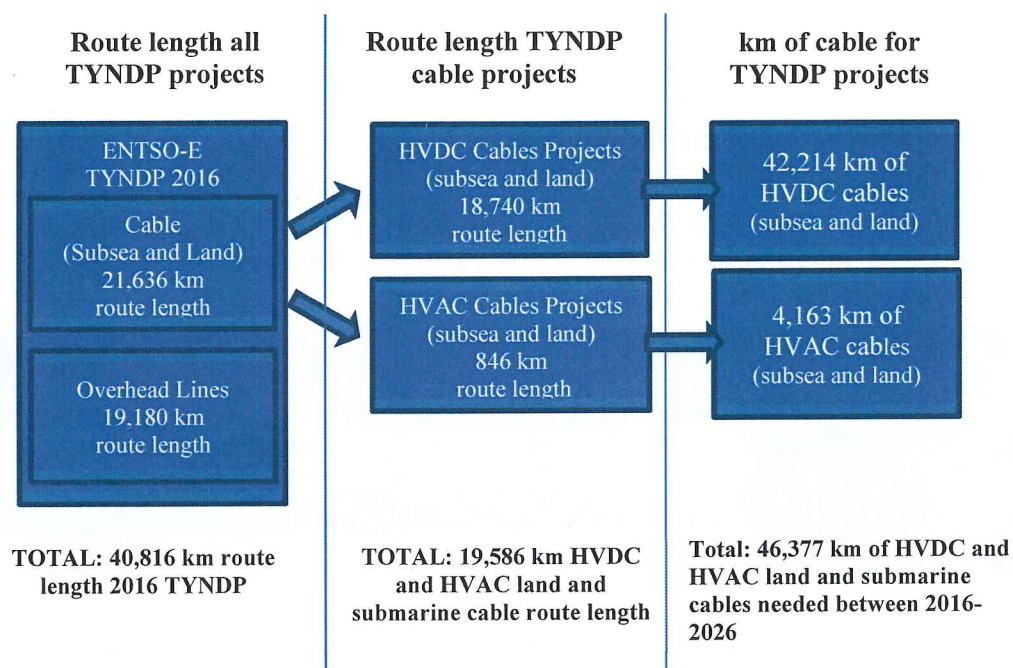 Route length all
TYNDP projects
ENTSO-E
TYNDP 2016
Cable
(Subsea and Land)
21,636 km
route length
Overhead Lines
19,180 km
route length
TOTAL: 40,816 km route
length 2016 TYNDP
Route length TYNDP
cable projects
HVDC Cables Projects
(subsea and land)
18,740 km
route length
HVAC Cables Projects
(subsea and land)
846 km
route length
TOTAL: 19,586 km HVDC
and HVAC land and
submarine cable route length
km of cable for
TYNDP projects
42,214 km of
HVDC cables
(subsea and land)
4,163 km of
HVAC cables
(subsea and land)
Total: 46,377 km of HVDC and
HVAC land and submarine
cables needed between 2016-
2026